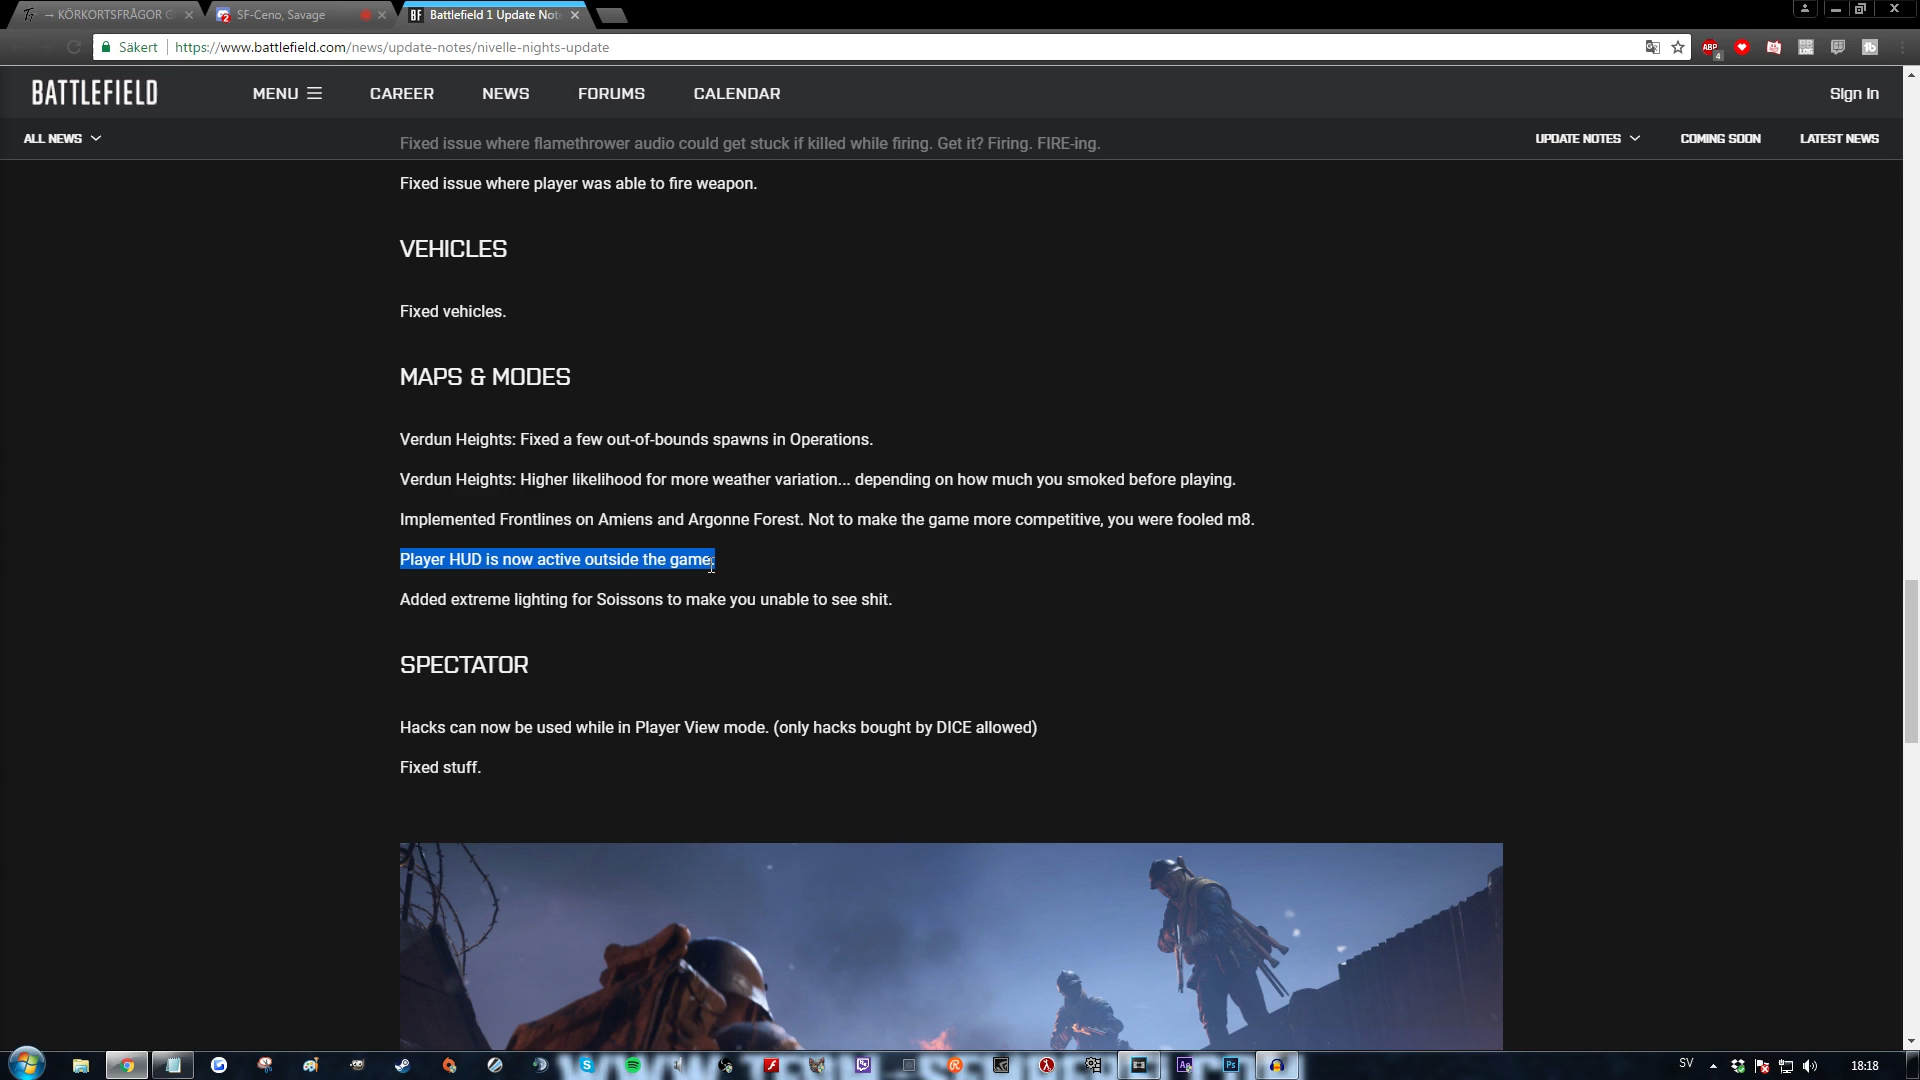 → KÖRKORTSFRÅGOR G
SF-Ceno, Savage
Battlefield 1 Update Not
Säkert
https://www.battlefield.com/news/update-notes/nivelle-nights-update
ABP
4
BATTLEFIELD
MENU
CAREER
NEWS
FORUMS
CALENDAR
Sign In
ALL NEWS
UPDATE NOTES
COMING SOON
LATEST NEWS
Fixed issue where flamethrower audio could get stuck if killed while firing. Get it? Firing. FIRE-ing.
Fixed issue where player was able to fire weapon.
VEHICLES
Fixed vehicles.
MAPS & MODES
Verdun Heights: Fixed a few out-of-bounds spawns in Operations.
Verdun Heights: Higher likelihood for more weather variation... depending on how much you smoked before playing.
Implemented Frontlines on Amiens and Argonne Forest. Not to make the game more competitive, you were fooled m8.
Player HUD is now active outside the game.
Added extreme lighting for Soissons to make you unable to see shit.
SPECTATOR
Hacks can now be used while in Player View mode. (only hacks bought by DICE allowed)
Fixed stuff.
SV
18:18